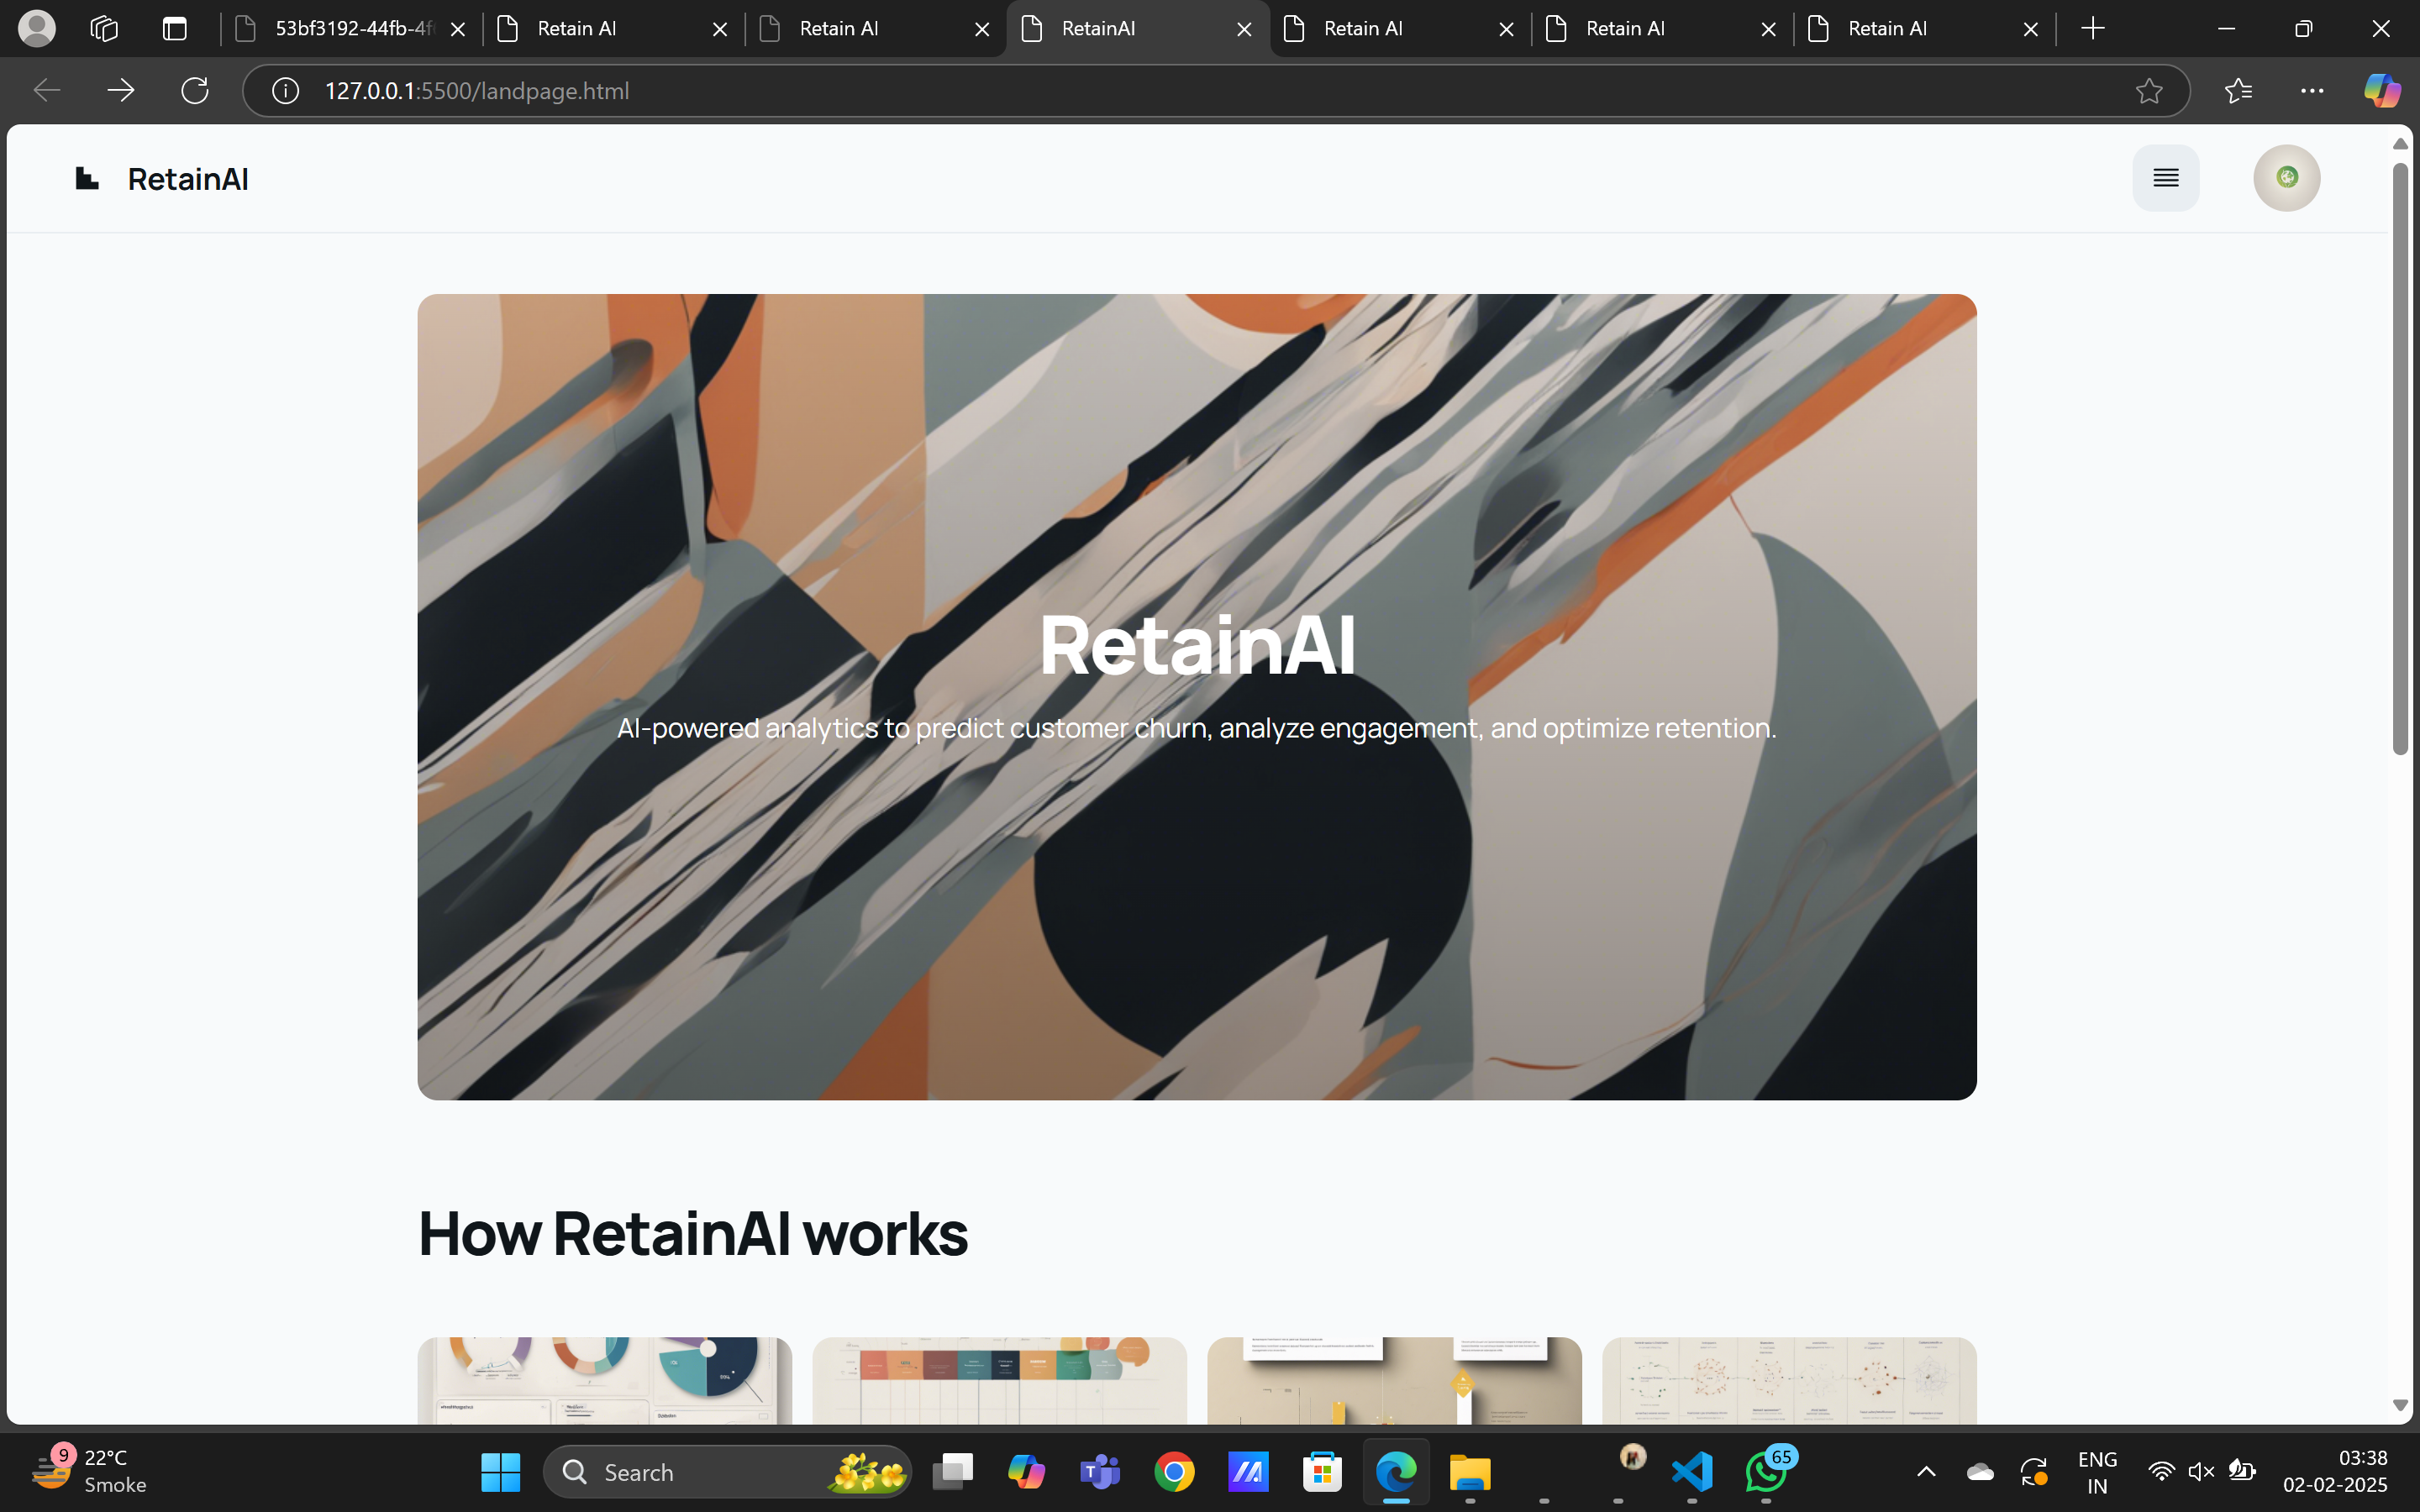 53bf3192-44fb-4f
Retain AI
Retain AI
RetainAI
Retain AI
Retain AI
Retain AI
127.0.0.1:5500/landpage.html
RetainAI
RetainAI
AI-powered analytics to predict customer churn, analyze engagement, and optimize retention.
How RetainAI works
9
22°C
Smoke
Search
65
ENG
IN
03:38
02-02-2025